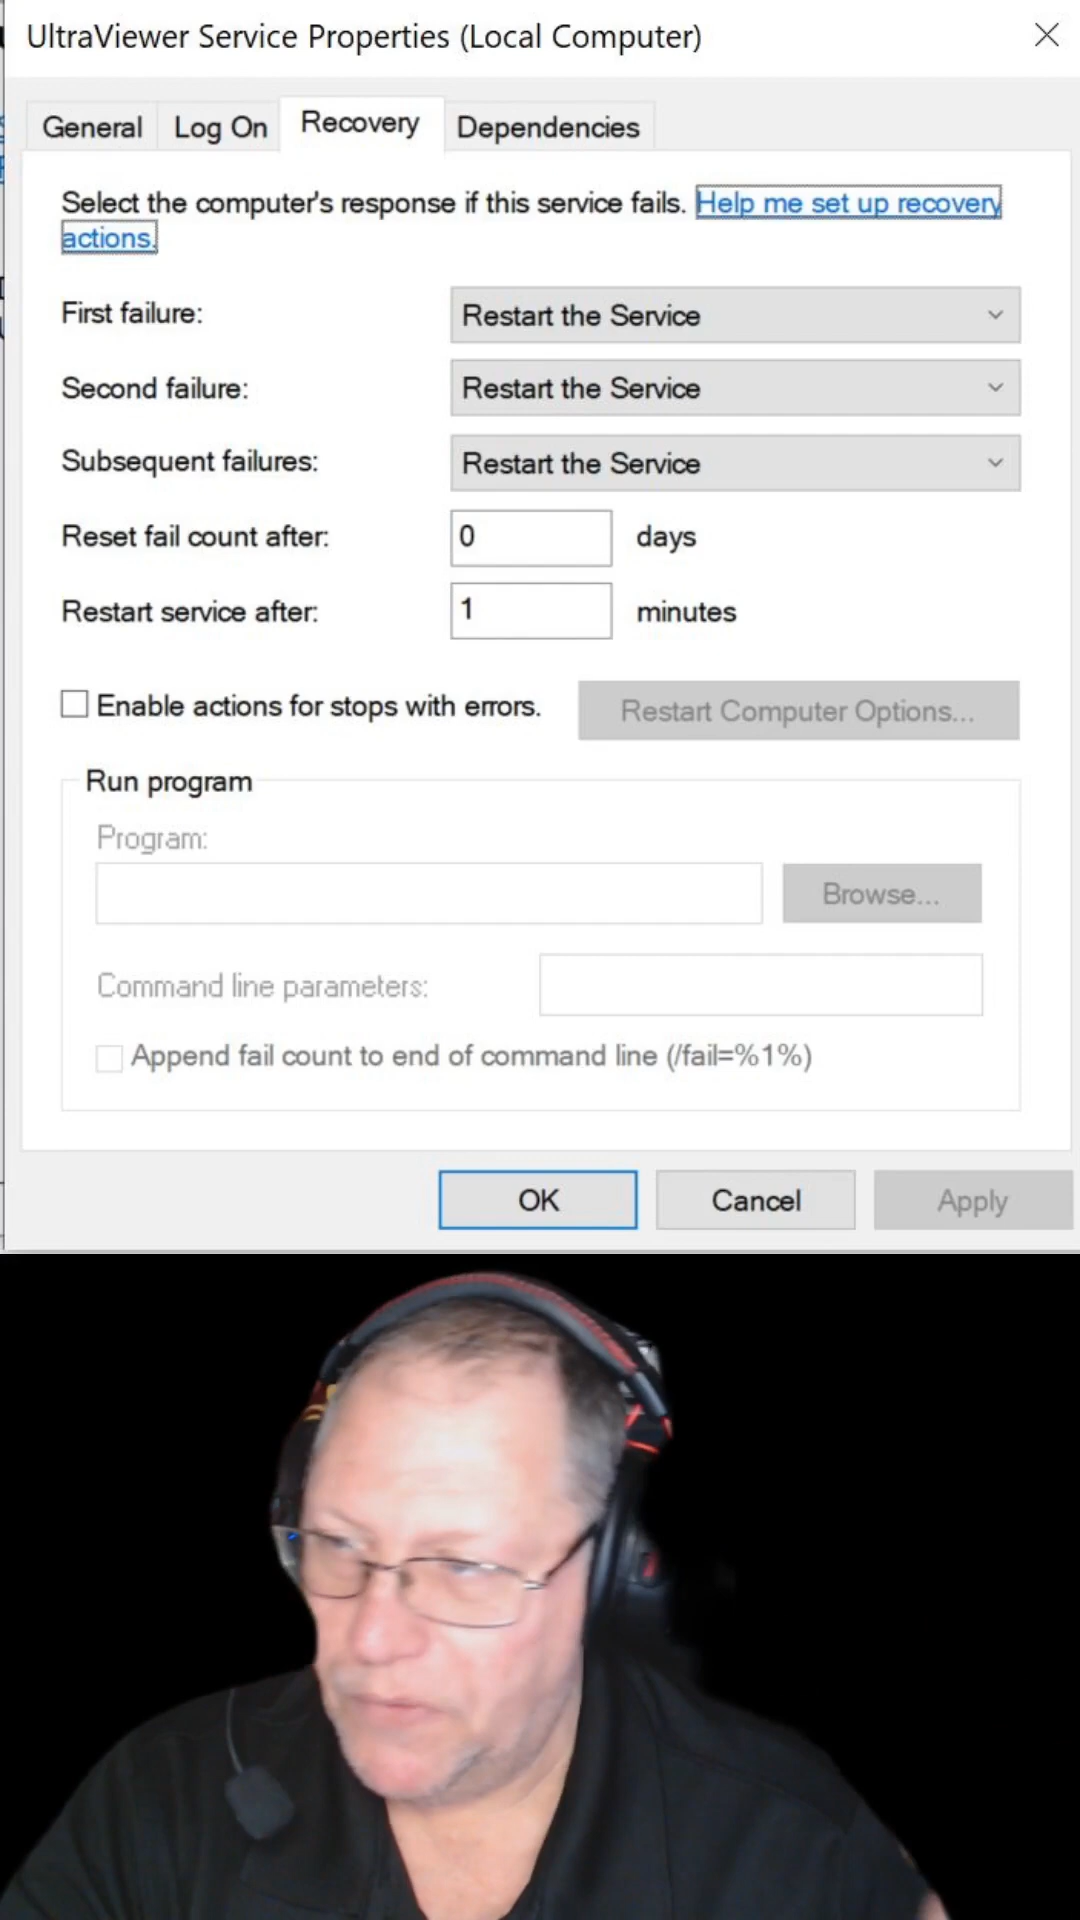 UltraViewer Service Properties (Local Computer)
General Log On Recovery Dependencies
Select the computer's response if this service fails. Help me set up recovery
actions.
First failure: Restart the Service
Second failure: Restart the Service
Subsequent failures: Restart the Service
Reset fail count after: 0 days
Restart service after: 1 minutes
Enable actions for stops with errors. Restart Computer Options...
Run program
Program:
Browse...
Command line parameters:
Append fail count to end of command line (/fail=%1%)
OK Cancel Apply